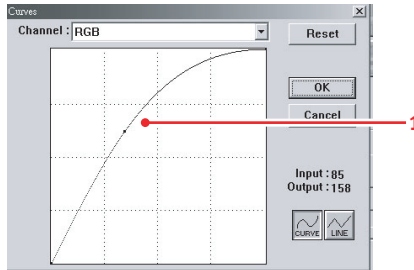 Curves
Channel : RGB
Reset
OK
Cancel
1
Input : 85
Output : 158
CURVE
LINE